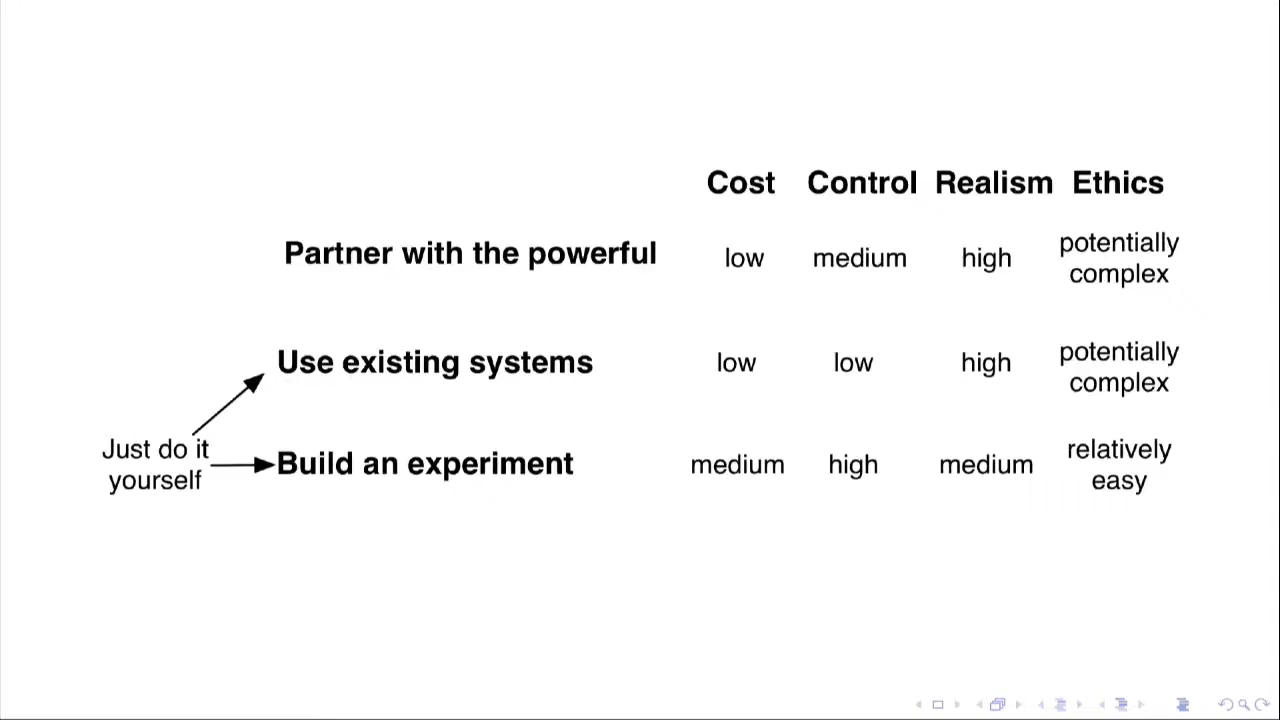 Cost Control Realism Ethics
Partner with the powerful low medium high potentially complex
Use existing systems low low high potentially complex
Just do it yourself
Build an experiment medium high medium relatively easy